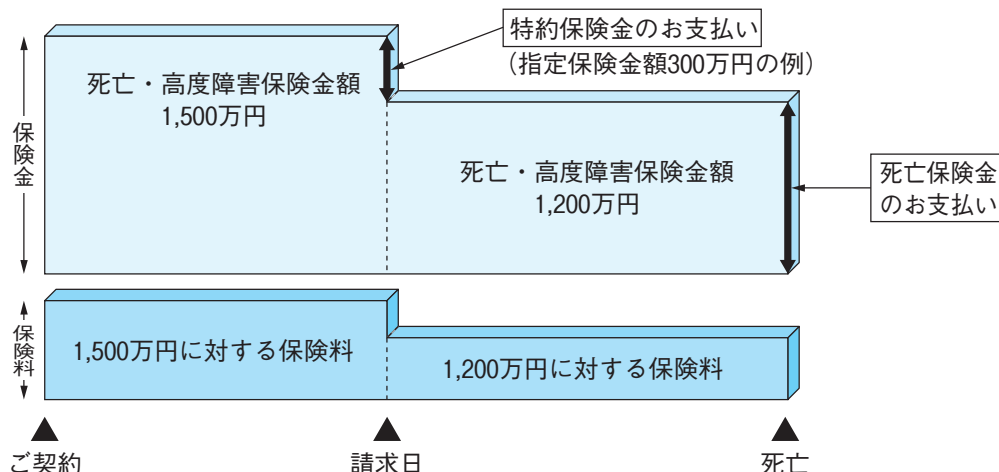 特約保険金のお支払い
（指定保険金額300万円の例）
死亡・高度障害保険金額
1,500万円
保険金
死亡・高度障害保険金額
1,200万円
死亡保険金
のお支払い
保険料
1,500万円に対する保険料
1,200万円に対する保険料
ご契約
請求日
死亡